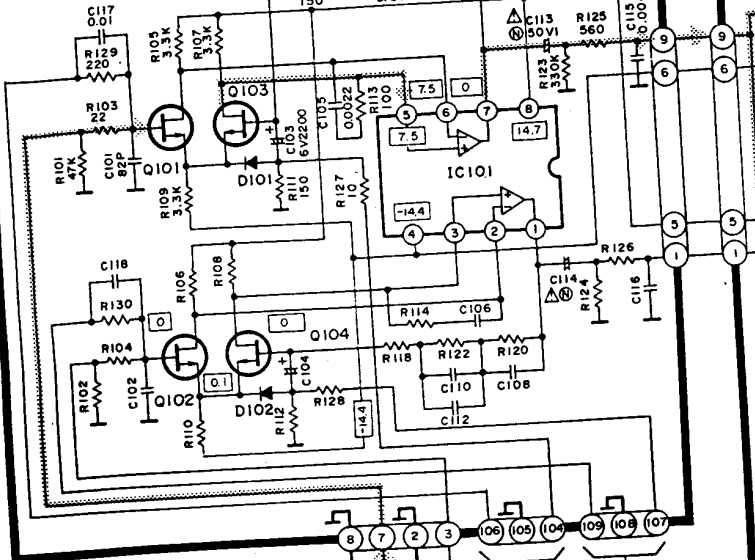 150
C117
0.01
R129
220
R103
22
R101
47K
C101
82P
R105
3.3K
R107
3.3K
Q103
Q101
D101
R109
3.3K
C103
6V2200
R111
150
C105
0.0022
R113
100
R127
10
C113
50V1
R125
560
R123
330K
C115
7.5
0
5
6
7
8
7.5
14.7
IC101
-14.4
4
3
2
1
9
9
6
6
5
5
1
1
C118
R130
R104
R102
C102
0
R106
R108
0
Q104
Q102
0.1
D102
R110
C104
R112
R128
-14.4
R114
C106
R118
R122
R120
C110
C108
C112
C114
R126
R124
C116
8
7
2
3
106
105
104
109
108
107